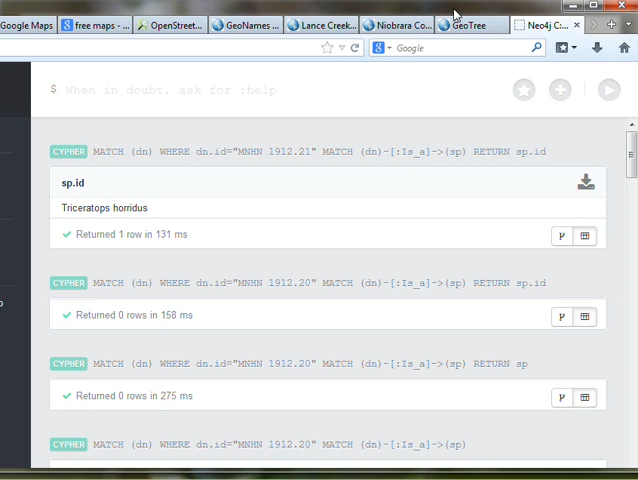 Google Maps
free maps - ...
OpenStreet...
GeoNames ...
Lance Creek...
Niobrara Co...
GeoTree
Neo4j C:...
Google
$ When in doubt, ask for :help
CYPHER MATCH (dn) WHERE dn.id="MNHN 1912.21" MATCH (dn)-[:Is_a]->(sp) RETURN sp.id
sp.id
Triceratops horridus
Returned 1 row in 131 ms
CYPHER MATCH (dn) WHERE dn.id="MNHN 1912.20" MATCH (dn)-[:Is_a]->(sp) RETURN sp.id
Returned 0 rows in 158 ms
CYPHER MATCH (dn) WHERE dn.id="MNHN 1912.20" MATCH (dn)-[:Is_a]->(sp) RETURN sp
Returned 0 rows in 275 ms
CYPHER MATCH (dn) WHERE dn.id="MNHN 1912.20" MATCH (dn)-[:Is_a]->(sp)